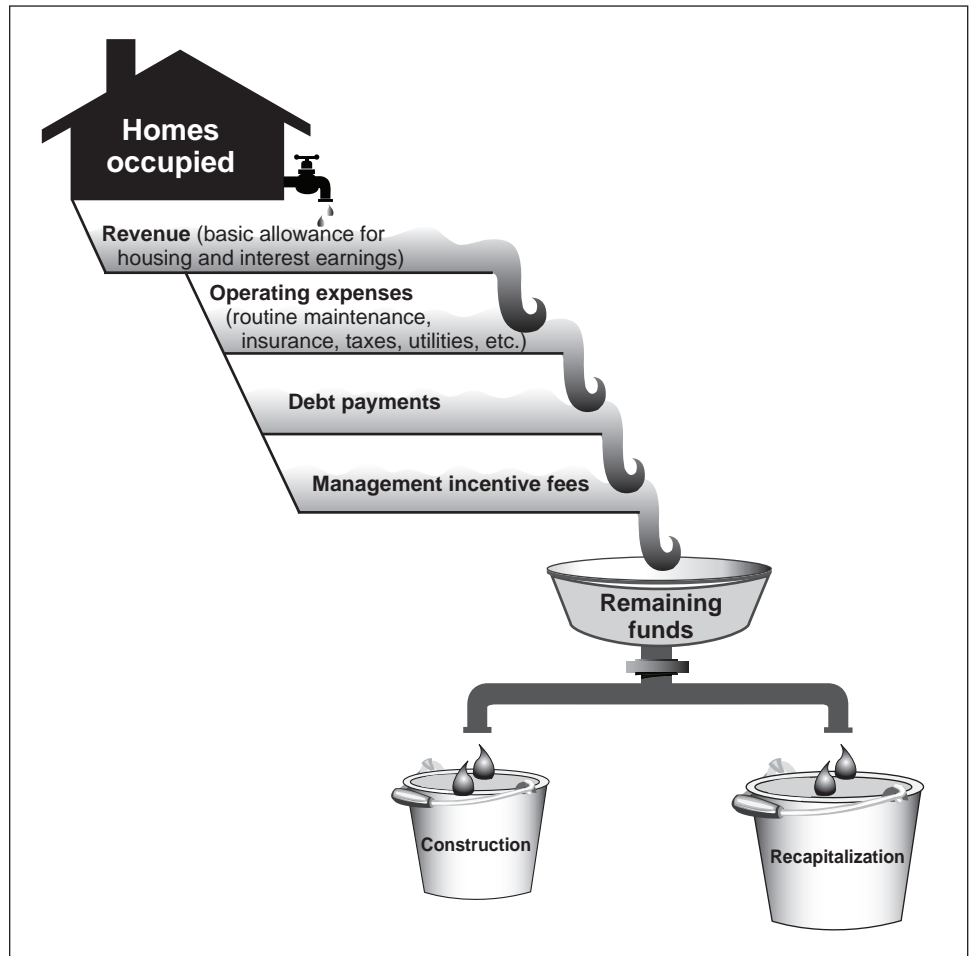 Homes
occupied
Revenue (basic allowance for
housing and interest earnings)
Operating expenses
(routine maintenance,
insurance, taxes, utilities, etc.)
Debt payments
Management incentive fees
Remaining
funds
Construction
Recapitalization